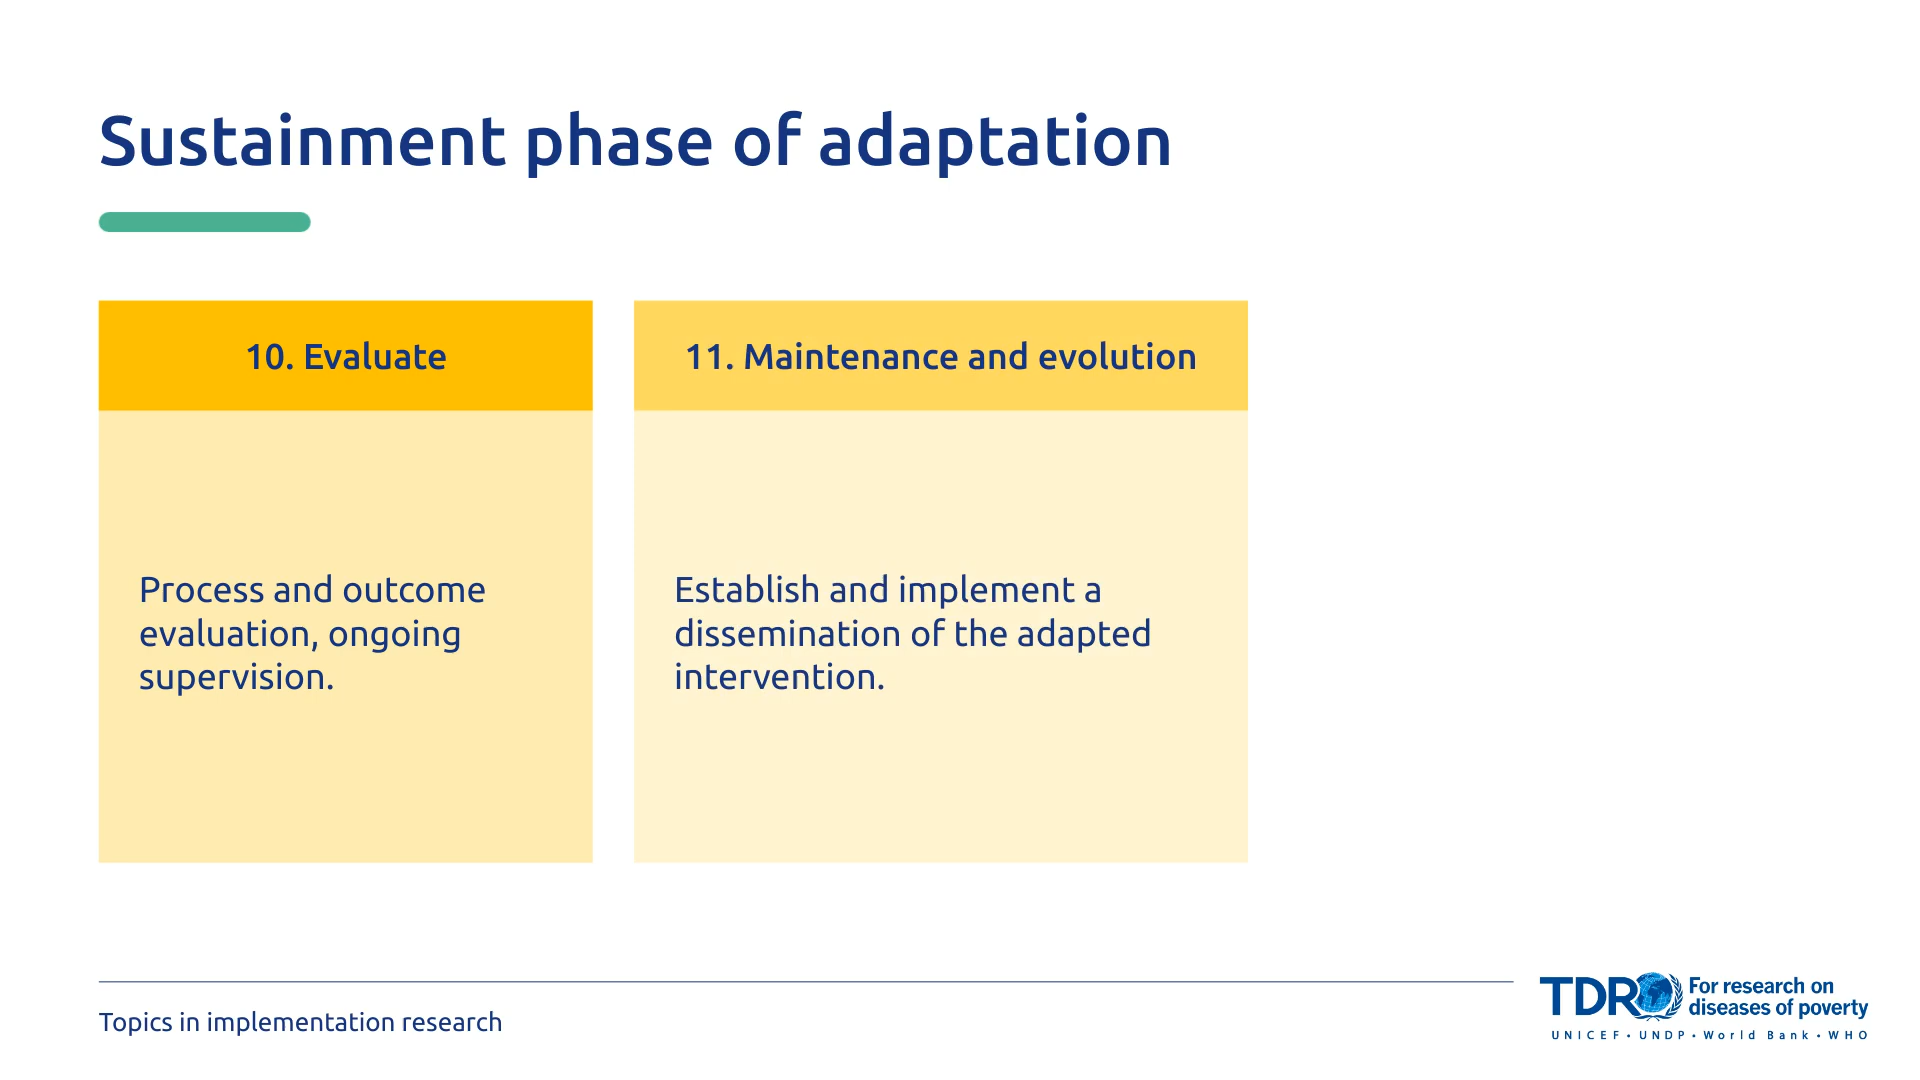 Sustainment phase of adaptation
10. Evaluate
Process and outcome
evaluation, ongoing
supervision.
11. Maintenance and evolution
Establish and implement a
dissemination of the adapted
intervention.
Topics in implementation research
TDR For research on
diseases of poverty
UNICEF • UNDP • World Bank • WHO